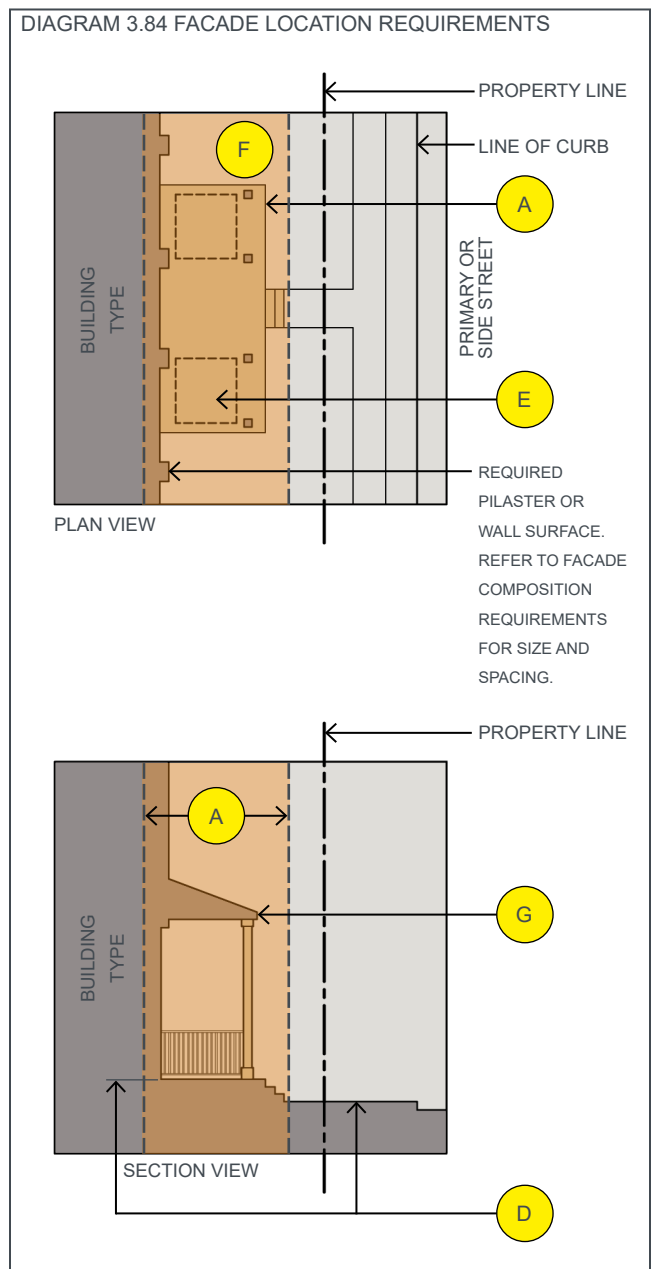 DIAGRAM 3.84 FACADE LOCATION REQUIREMENTS
PROPERTY LINE
LINE OF CURB
F
A
BUILDING
TYPE
PRIMARY OR
SIDE STREET
E
REQUIRED
PILASTER OR
WALL SURFACE.
REFER TO FACADE
COMPOSITION
REQUIREMENTS
FOR SIZE AND
SPACING.
PLAN VIEW
PROPERTY LINE
A
G
BUILDING
TYPE
SECTION VIEW
D